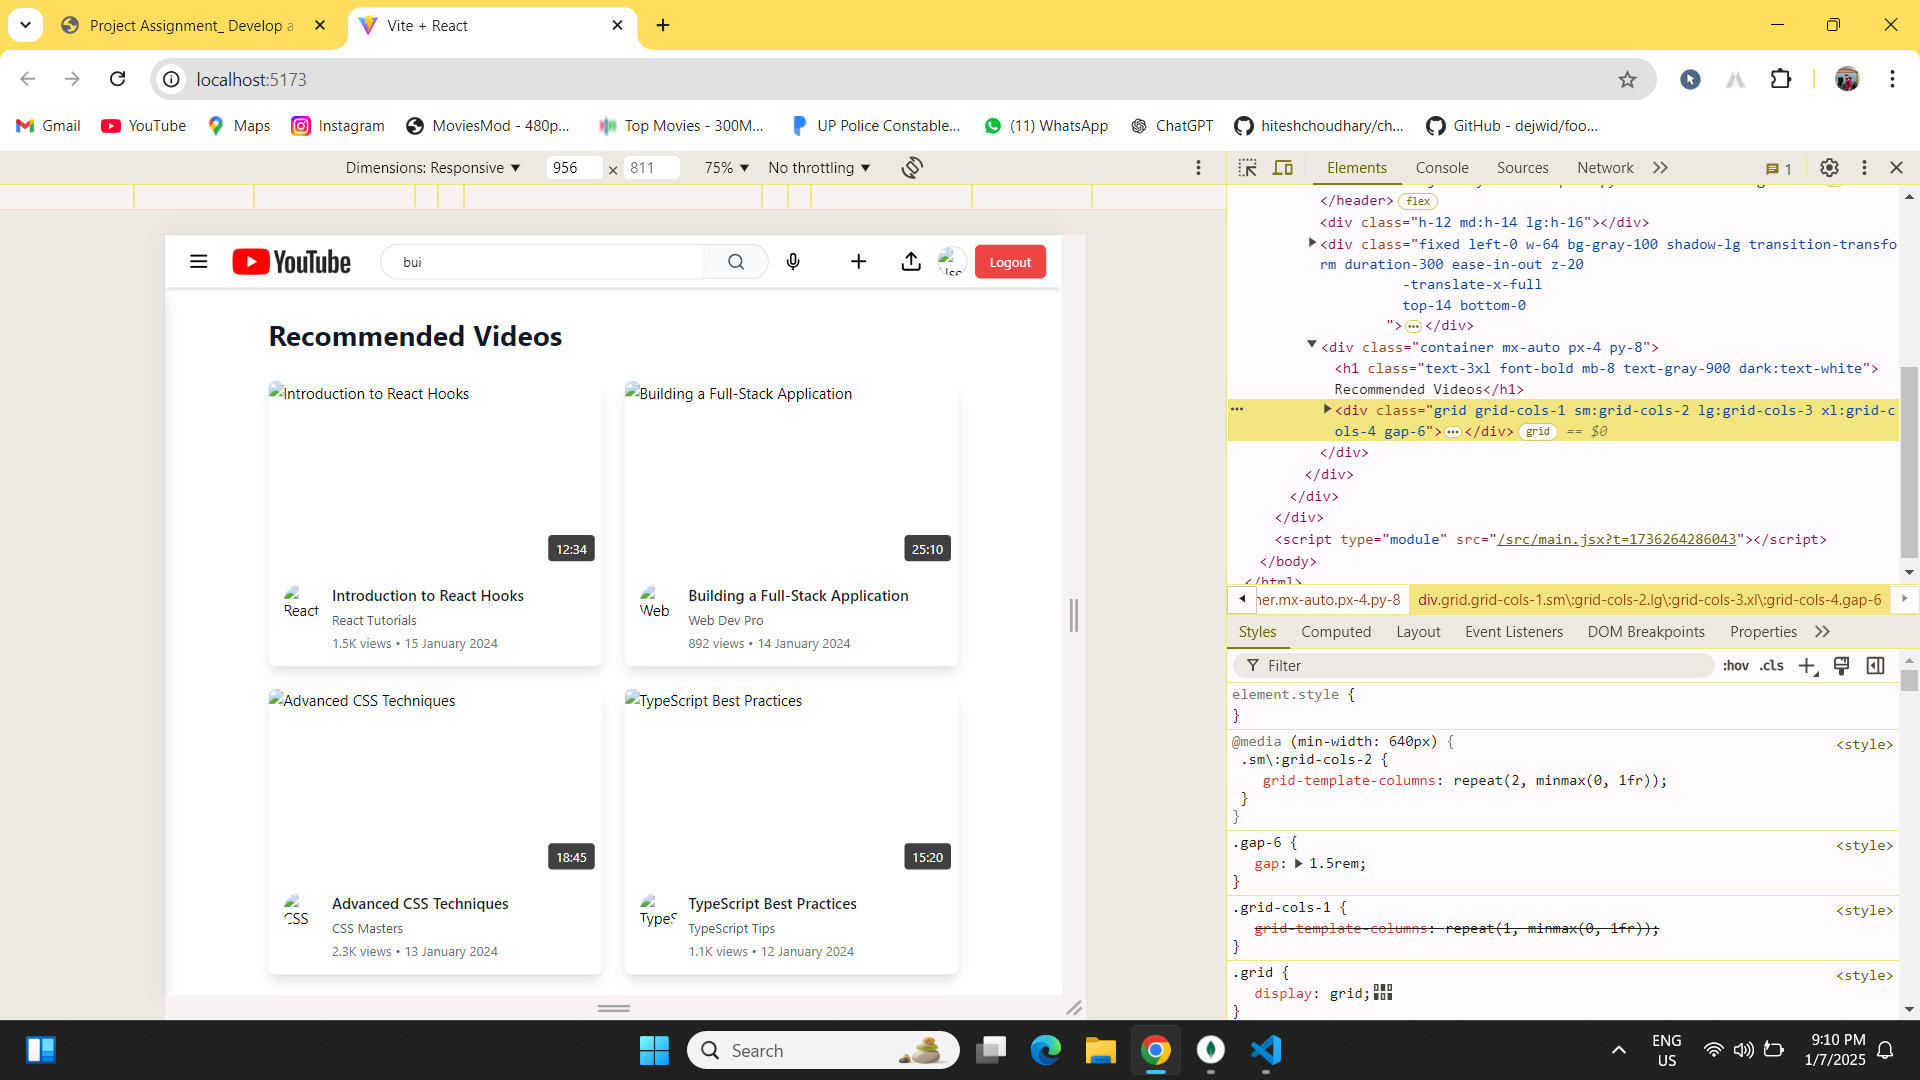 Project Assignment_ Develop a
Vite + React
localhost:5173
Gmail
YouTube
Maps
Instagram
MoviesMod - 480p...
Top Movies - 300M...
UP Police Constable...
(11) WhatsApp
ChatGPT
hiteshchoudhary/ch...
GitHub - dejwid/foo...
Dimensions: Responsive
956 × 811
75%
No throttling
Elements
Console
Sources
Network
1
YouTube
bui
Logout
Recommended Videos
Introduction to React Hooks
12:34
React
Introduction to React Hooks
React Tutorials
1.5K views • 15 January 2024
Building a Full-Stack Application
25:10
Web
Building a Full-Stack Application
Web Dev Pro
892 views • 14 January 2024
Advanced CSS Techniques
18:45
CSS
Advanced CSS Techniques
CSS Masters
2.3K views • 13 January 2024
TypeScript Best Practices
15:20
TypeS
TypeScript Best Practices
TypeScript Tips
1.1K views • 12 January 2024
</header> flex
<div class="h-12 md:h-14 lg:h-16"></div>
<div class="fixed left-0 w-64 bg-gray-100 shadow-lg transition-transfo
rm duration-300 ease-in-out z-20
-translate-x-full
top-14 bottom-0
"> … </div>
<div class="container mx-auto px-4 py-8">
<h1 class="text-3xl font-bold mb-8 text-gray-900 dark:text-white">
Recommended Videos</h1>
<div class="grid grid-cols-1 sm:grid-cols-2 lg:grid-cols-3 xl:grid-c
ols-4 gap-6"> … </div> grid == $0
</div>
</div>
</div>
</div>
<script type="module" src="/src/main.jsx?t=1736264286043"></script>
</body>
</html>
ner.mx-auto.px-4.py-8
div.grid.grid-cols-1.sm\:grid-cols-2.lg\:grid-cols-3.xl\:grid-cols-4.gap-6
Styles
Computed
Layout
Event Listeners
DOM Breakpoints
Properties
Filter
:hov .cls
element.style {
}
@media (min-width: 640px) { <style>
.sm\:grid-cols-2 {
grid-template-columns: repeat(2, minmax(0, 1fr));
}
}
.gap-6 { <style>
gap: 1.5rem;
}
.grid-cols-1 { <style>
grid-template-columns: repeat(1, minmax(0, 1fr));
}
.grid { <style>
display: grid;
}
Search
ENG
US
9:10 PM
1/7/2025